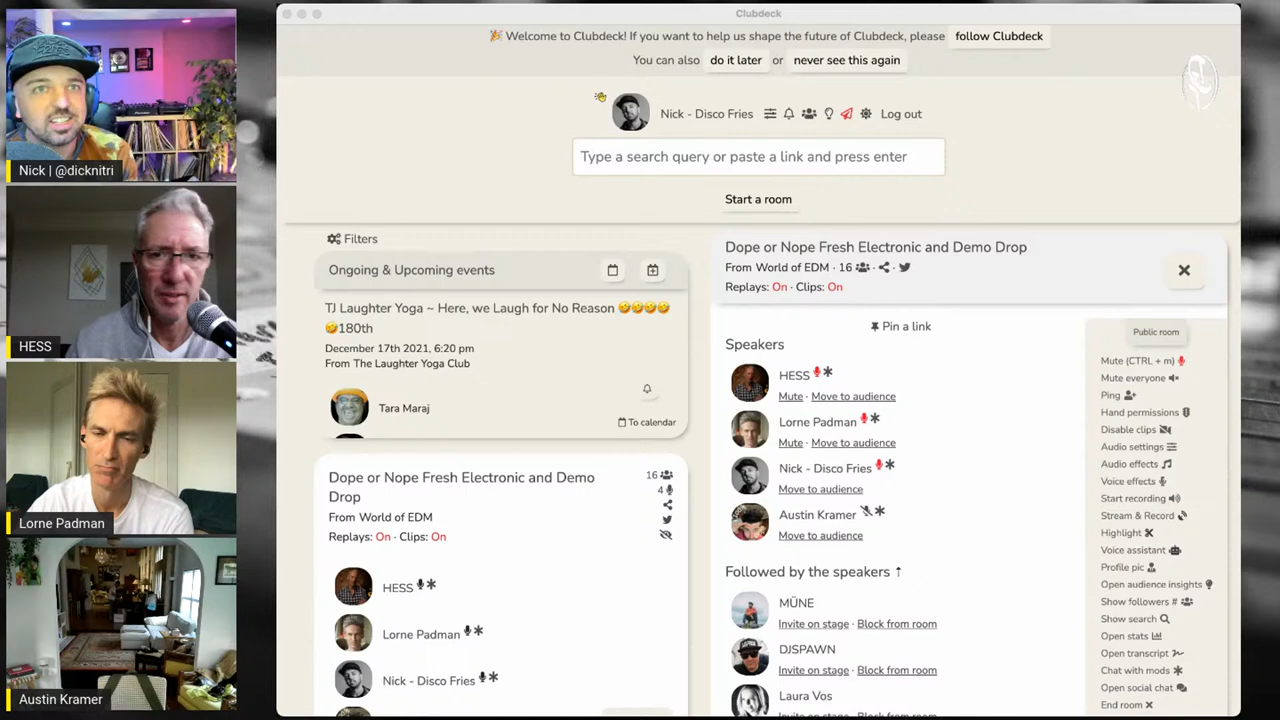 Clubdeck
🎉 Welcome to Clubdeck! If you want to help us shape the future of Clubdeck, please follow Clubdeck
You can also do it later or never see this again
Nick - Disco Fries Log out
Type a search query or paste a link and press enter
Start a room
Nick | @dicknitri
HESS
Lorne Padman
Austin Kramer
Filters
Ongoing & Upcoming events
TJ Laughter Yoga ~ Here, we Laugh for No Reason 🤣🤣🤣🤣
🤣180th
December 17th 2021, 6:20 pm
From The Laughter Yoga Club
Tara Maraj
To calendar
Dope or Nope Fresh Electronic and Demo
Drop
16
4
From World of EDM
Replays: On · Clips: On
HESS
Lorne Padman
Nick - Disco Fries
Dope or Nope Fresh Electronic and Demo Drop
From World of EDM · 16
Replays: On · Clips: On
Pin a link
Speakers
HESS
Mute · Move to audience
Lorne Padman
Mute · Move to audience
Nick - Disco Fries
Move to audience
Austin Kramer
Move to audience
Followed by the speakers ↑
MÜNE
Invite on stage · Block from room
DJSPAWN
Invite on stage · Block from room
Laura Vos
Invite on stage · Block from room
Public room
Mute (CTRL + m)
Mute everyone
Ping
Hand permissions
Disable clips
Audio settings
Audio effects
Voice effects
Start recording
Stream & Record
Highlight
Voice assistant
Profile pic
Open audience insights
Show followers #
Show search
Open stats
Open transcript
Chat with mods
Open social chat
End room